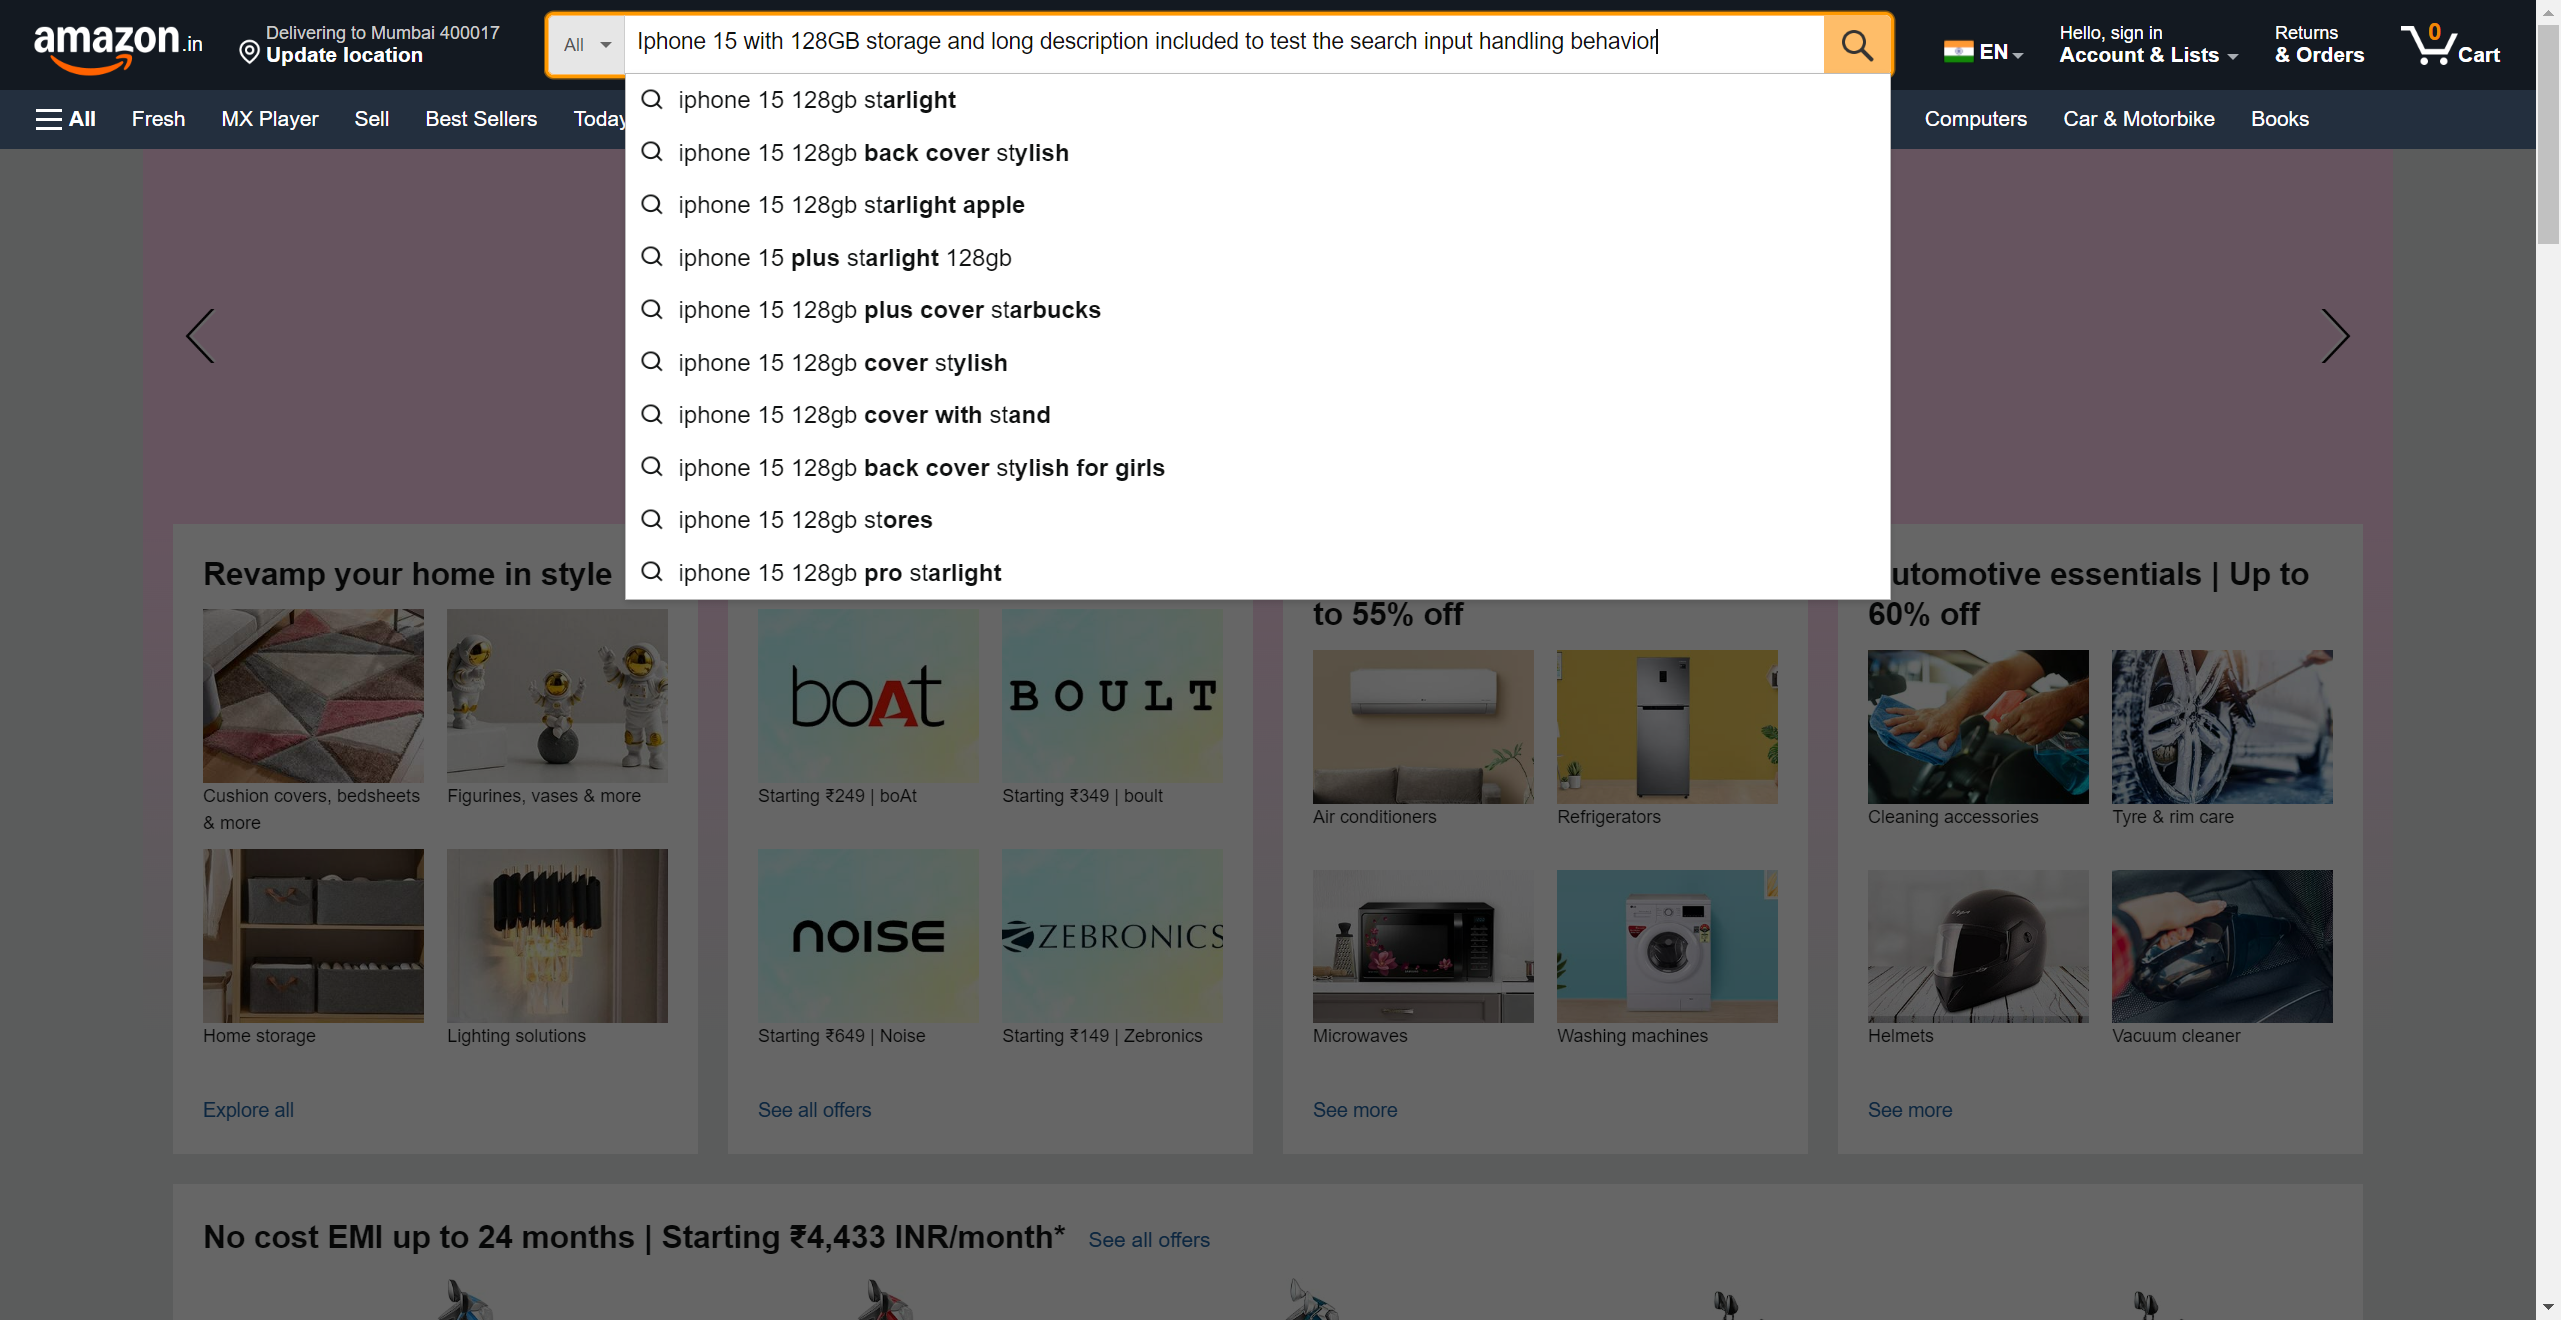 amazon.in
Delivering to Mumbai 400017
Update location
All
Iphone 15 with 128GB storage and long description included to test the search input handling behavior
EN
Hello, sign in
Account & Lists
Returns
& Orders
0
Cart
All
Fresh
MX Player
Sell
Best Sellers
Today
Computers
Car & Motorbike
Books
iphone 15 128gb starlight
iphone 15 128gb back cover stylish
iphone 15 128gb starlight apple
iphone 15 plus starlight 128gb
iphone 15 128gb plus cover starbucks
iphone 15 128gb cover stylish
iphone 15 128gb cover with stand
iphone 15 128gb back cover stylish for girls
iphone 15 128gb stores
iphone 15 128gb pro starlight
Revamp your home in style
Cushion covers, bedsheets
& more
Figurines, vases & more
Home storage
Lighting solutions
Explore all
boAt
BOULT
Starting ₹249 | boAt
Starting ₹349 | boult
NOISE
ZEBRONICS
Starting ₹649 | Noise
Starting ₹149 | Zebronics
See all offers
to 55% off
Air conditioners
Refrigerators
Microwaves
Washing machines
See more
utomotive essentials | Up to
60% off
Cleaning accessories
Tyre & rim care
Helmets
Vacuum cleaner
See more
No cost EMI up to 24 months | Starting ₹4,433 INR/month*
See all offers